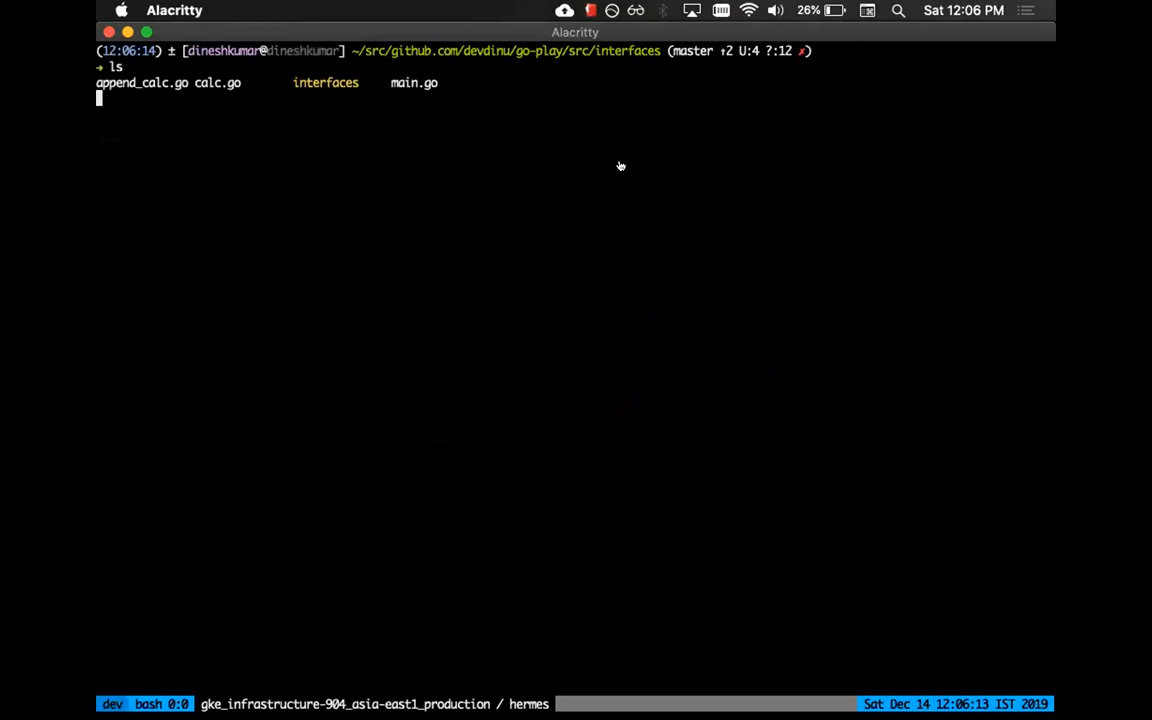 Alacritty 26% Sat 12:06 PM
Alacritty
(12:06:14) ± [dineshkumar@dineshkumar] ~/src/github.com/devdinu/go-play/src/interfaces (master ↑2 U:4 ?:12 ✗)
→ ls
append_calc.go calc.go interfaces main.go
dev bash 0:0 gke_infrastructure-904_asia-east1_production / hermes Sat Dec 14 12:06:13 IST 2019